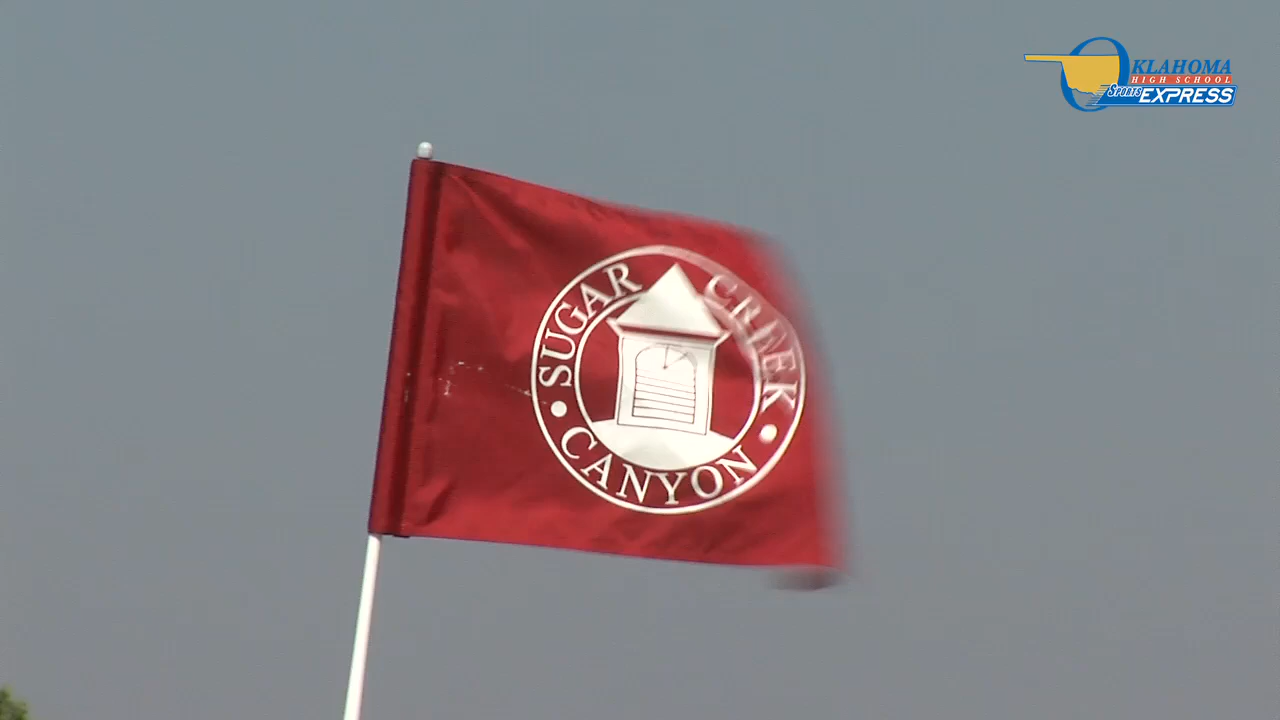 OKLAHOMA
HIGH SCHOOL
SPORTS EXPRESS
SUGAR CREEK
CANYON